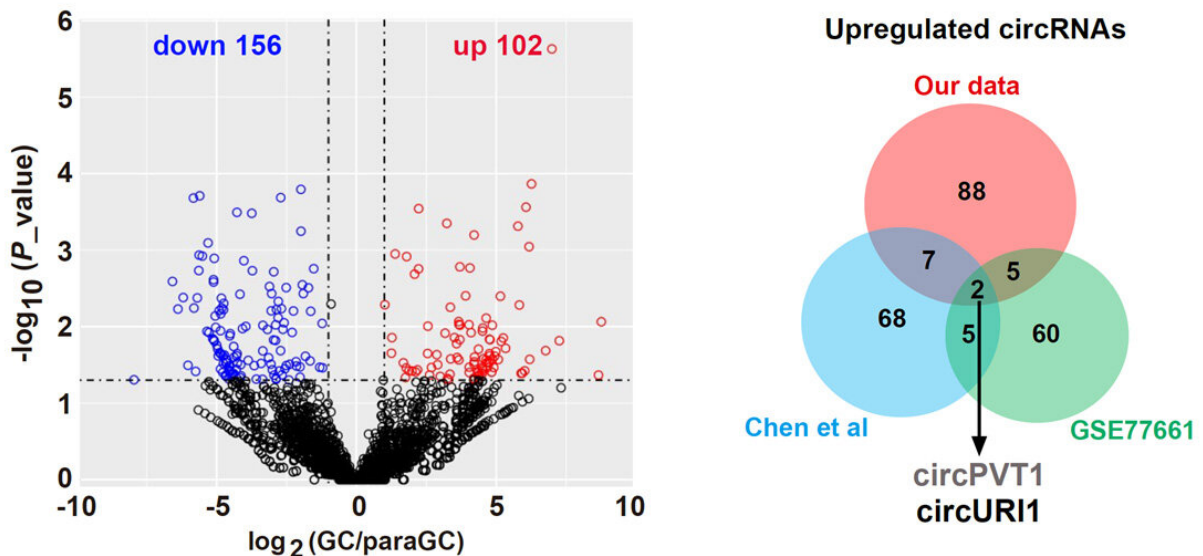 down 156
up 102
6
5
4
3
2
1
0
-log10 (P_value)
-10
-5
0
5
10
log2 (GC/paraGC)
Upregulated circRNAs
Our data
88
7
5
2
68
5
60
Chen et al
GSE77661
circPVT1
circURI1